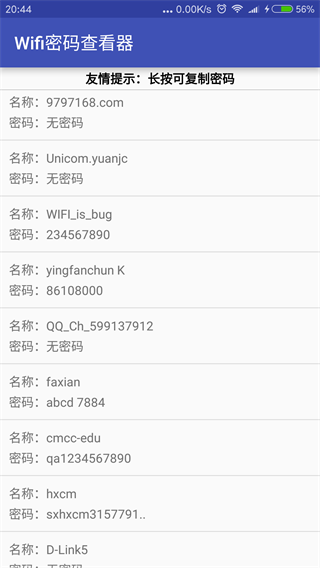 20:44
... 0.00K/s 56%
Wifi密码查看器
友情提示：长按可复制密码
名称：9797168.com
密码：无密码
名称：Unicom.yuanjc
密码：无密码
名称：WIFI_is_bug
密码：234567890
名称：yingfanchun K
密码：86108000
名称：QQ_Ch_599137912
密码：无密码
名称：faxian
密码：abcd 7884
名称：cmcc-edu
密码：qa1234567890
名称：hxcm
密码：sxhxcm3157791..
名称：D-Link5
密码：无密码